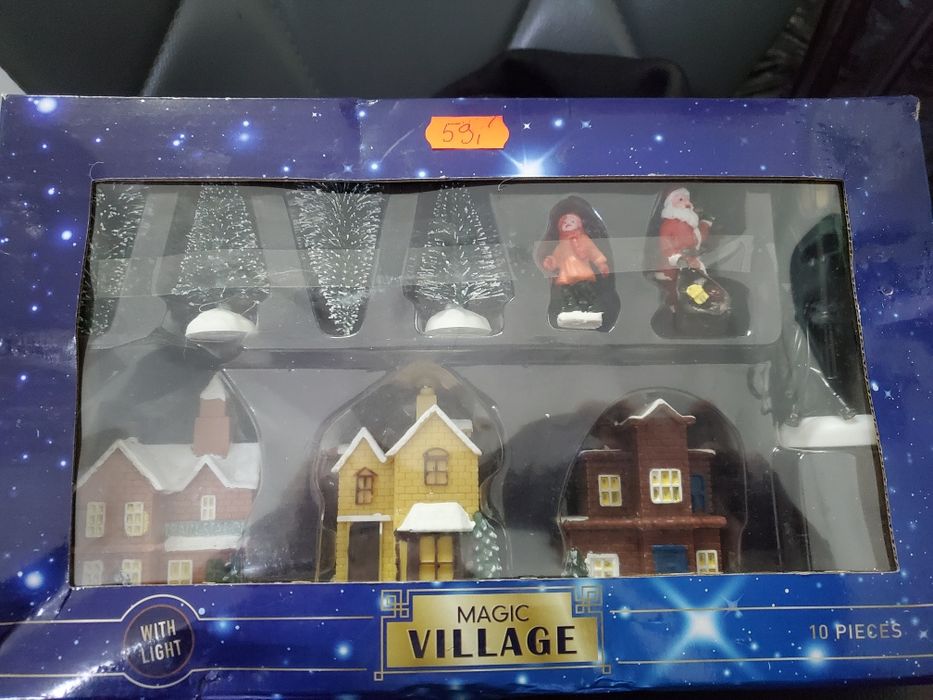 59,-
WITH
LIGHT
MAGIC
VILLAGE
10 PIECES